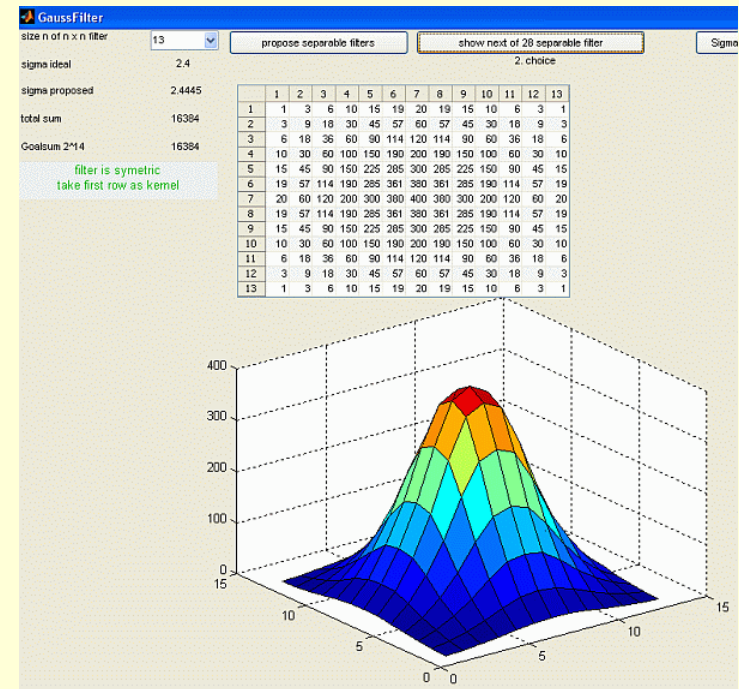 GaussFilter
size n of n x n filter 13 propose separable filters show next of 28 separable filter Sigma
sigma ideal 2.4 2. choice
sigma proposed 2.4445
total sum 16384
Goalsum 2^14 16384
filter is symetric
take first row as kernel
1 2 3 4 5 6 7 8 9 10 11 12 13
1 1 3 6 10 15 19 20 19 15 10 6 3 1
2 3 9 18 30 45 57 60 57 45 30 18 9 3
3 6 18 36 60 90 114 120 114 90 60 36 18 6
4 10 30 60 100 150 190 200 190 150 100 60 30 10
5 15 45 90 150 225 285 300 285 225 150 90 45 15
6 19 57 114 190 285 361 380 361 285 190 114 57 19
7 20 60 120 200 300 380 400 380 300 200 120 60 20
8 19 57 114 190 285 361 380 361 285 190 114 57 19
9 15 45 90 150 225 285 300 285 225 150 90 45 15
10 10 30 60 100 150 190 200 190 150 100 60 30 10
11 6 18 36 60 90 114 120 114 90 60 36 18 6
12 3 9 18 30 45 57 60 57 45 30 18 9 3
13 1 3 6 10 15 19 20 19 15 10 6 3 1
400
300
200
100
0
15
10
5
0
0
5
10
15